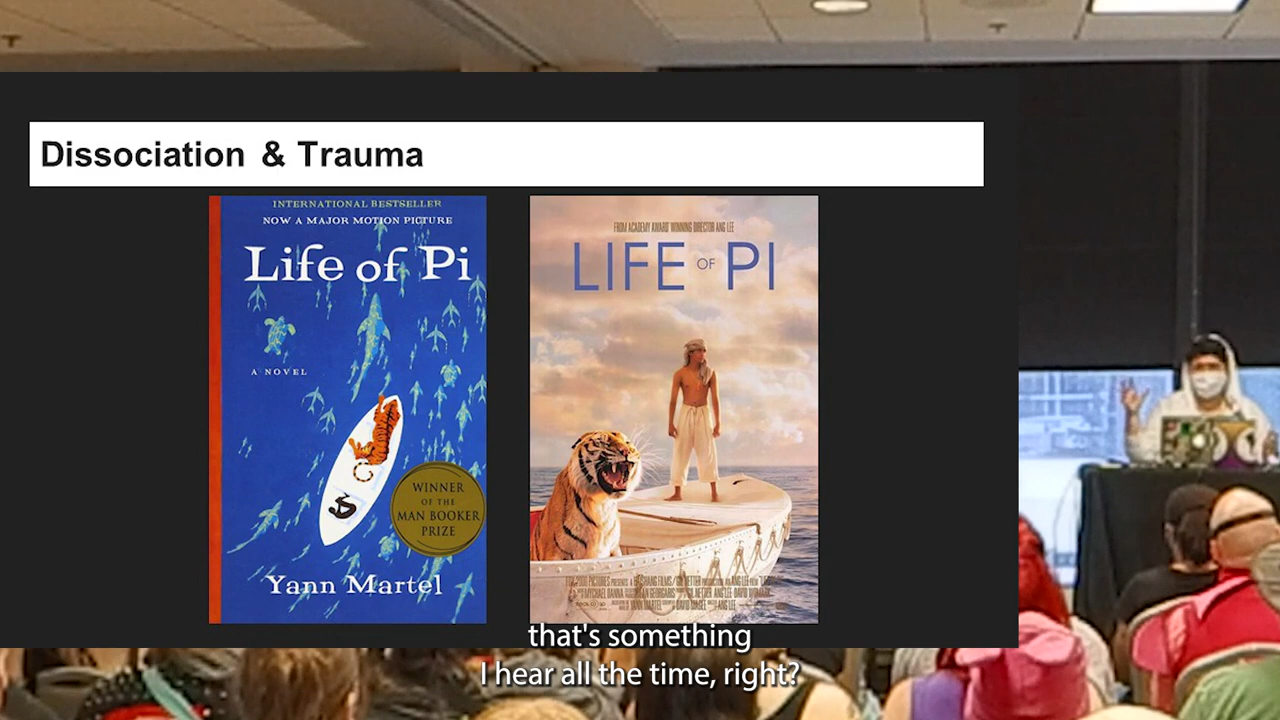 Dissociation & Trauma
INTERNATIONAL BESTSELLER
NOW A MAJOR MOTION PICTURE
Life of Pi
A NOVEL
WINNER
OF THE
MAN BOOKER
PRIZE
Yann Martel
FROM ACADEMY AWARD WINNING DIRECTOR ANG LEE
LIFE OF PI
that's something
I hear all the time, right?